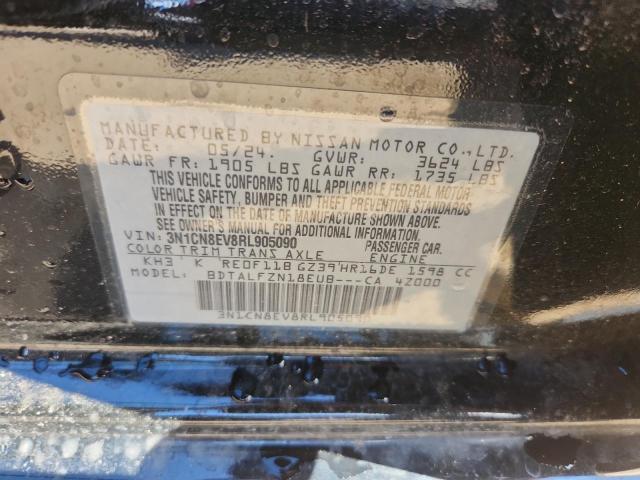 MANUFACTURED BY NISSAN MOTOR CO.,LTD.
DATE: 05/24. GVWR: 3624 LBS
GAWR FR: 1905 LBS GAWR RR: 1735 LBS
THIS VEHICLE CONFORMS TO ALL APPLICABLE FEDERAL MOTOR
VEHICLE SAFETY, BUMPER AND THEFT PREVENTION STANDARDS
IN EFFECT ON THE DATE OF MANUFACTURE SHOWN ABOVE.
SEE OWNER'S MANUAL FOR ADDITIONAL INFORMATION.
VIN: 3N1CN8EV8RL905090 PASSENGER CAR.
COLOR TRIM TRANS AXLE ENGINE
KH3 K RE0F11B GZ39 HR16DE 1598 CC
MODEL: BDTALFZN18EU8---CA 4Z000
3N1CN8EV8RL905090